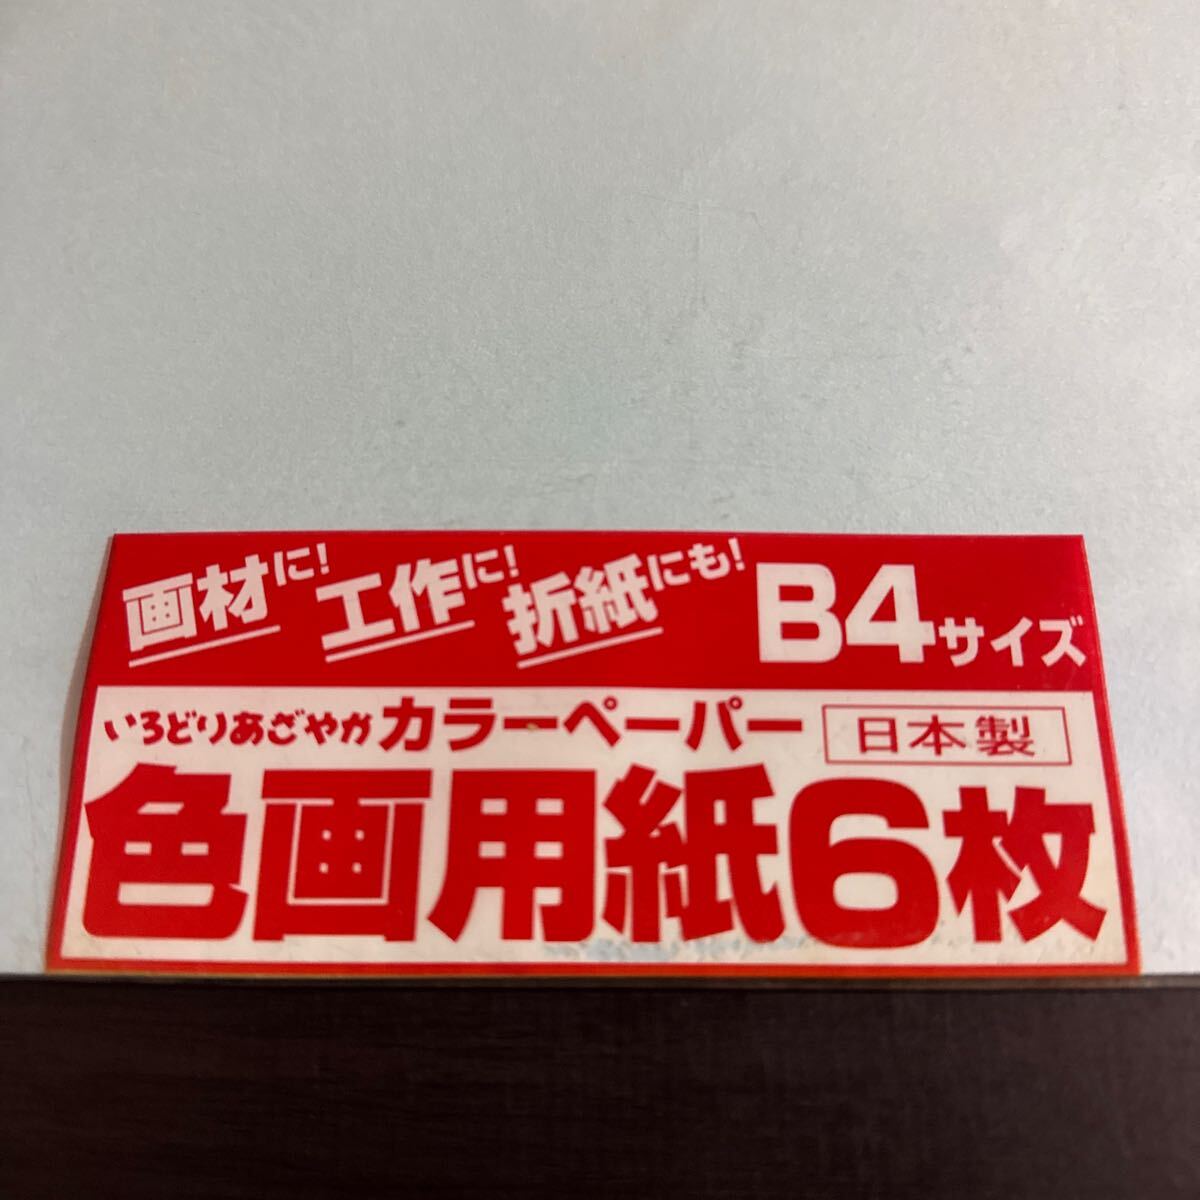 画材に! 工作に! 折紙にも! B4サイズ
いろどりあざやか カラーペーパー 日本製
色画用紙6枚